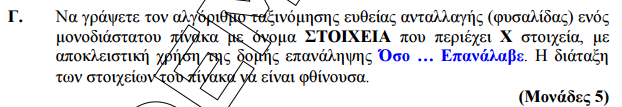 Γ. Να γράψετε τον αλγόριθμο ταξινόμησης ευθείας ανταλλαγής (φυσαλίδας) ενός
μονοδιάστατου πίνακα με όνομα ΣΤΟΙΧΕΙΑ που περιέχει Χ στοιχεία, με
αποκλειστική χρήση της δομής επανάληψης Όσο … Επανάλαβε. Η διάταξη
των στοιχείων του πίνακα να είναι φθίνουσα.
(Μονάδες 5)